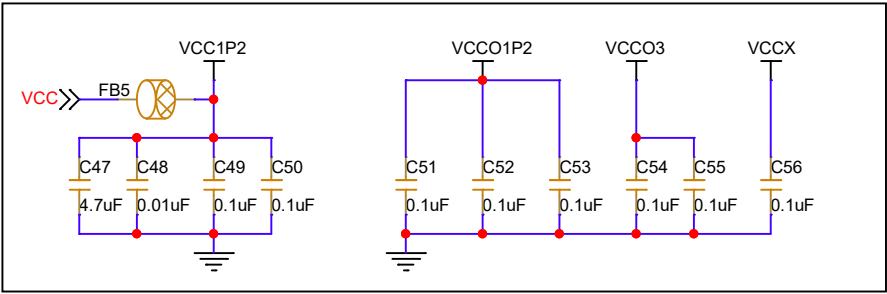 VCC1P2 VCCO1P2 VCCO3 VCCX
VCC FB5
C47 C48 C49 C50 C51 C52 C53 C54 C55 C56
4.7uF 0.01uF 0.1uF 0.1uF 0.1uF 0.1uF 0.1uF 0.1uF 0.1uF 0.1uF